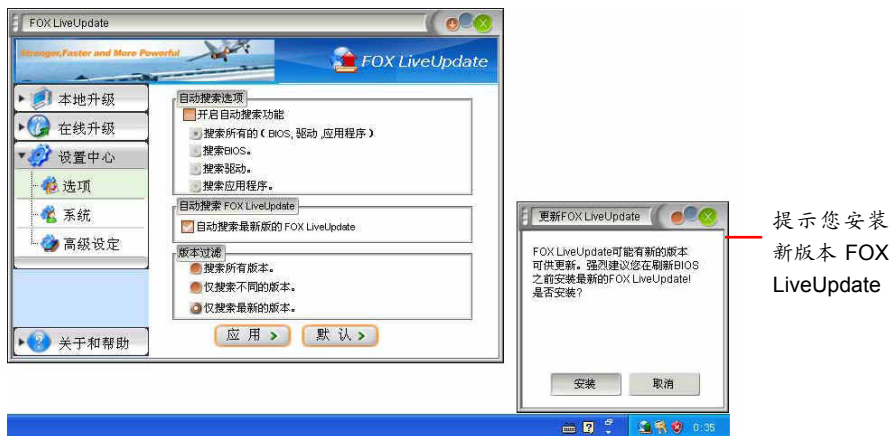 FOX LiveUpdate
Stronger,Faster and More Powerful
FOX LiveUpdate
本地升级
在线升级
设置中心
选项
系统
高级设定
关于和帮助
自动搜索选项
开启自动搜索功能
搜索所有的 ( BIOS, 驱动 ,应用程序 )
搜索BIOS。
搜索驱动。
搜索应用程序。
自动搜索 FOX LiveUpdate
自动搜索最新版的 FOX LiveUpdate
版本过滤
搜索所有版本。
仅搜索不同的版本。
仅搜索最新的版本。
应 用
默 认
更新FOX LiveUpdate
FOX LiveUpdate可能有新的版本
可供更新。强烈建议您在刷新BIOS
之前安装最新的FOX LiveUpdate!
是否安装?
安装
取消
提示您安装
新版本 FOX
LiveUpdate
0:35